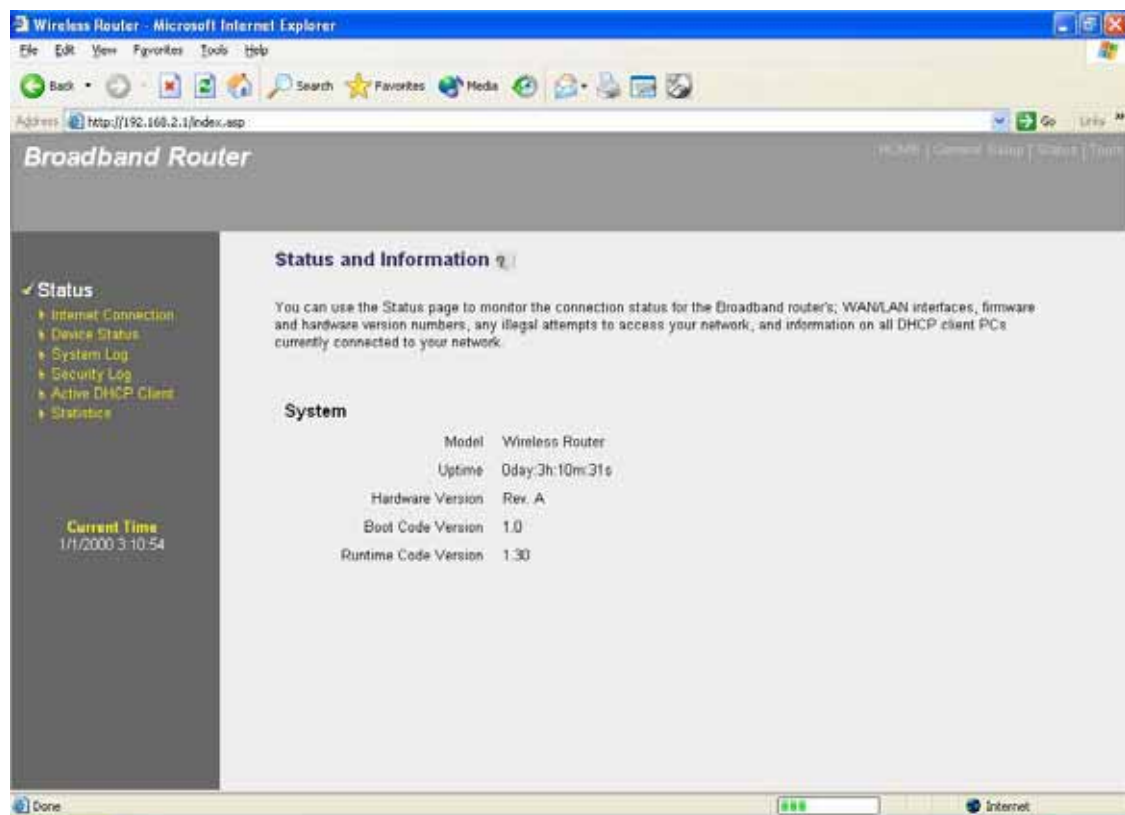 Wireless Router - Microsoft Internet Explorer
File Edit View Favorites Tools Help
Back Search Favorites Media
Address http://192.168.2.1/index.asp Go Links »
Broadband Router
HOME | General Setup | Status | Tools
Status and Information
Status
Internet Connection
Device Status
System Log
Security Log
Active DHCP Client
Statistics
Current Time
1/1/2000 3:10:54
You can use the Status page to monitor the connection status for the Broadband router's; WAN/LAN interfaces, firmware
and hardware version numbers, any illegal attempts to access your network, and information on all DHCP client PCs
currently connected to your network.
System
Model Wireless Router
Uptime 0day:3h:10m:31s
Hardware Version Rev. A
Boot Code Version 1.0
Runtime Code Version 1.30
Done Internet